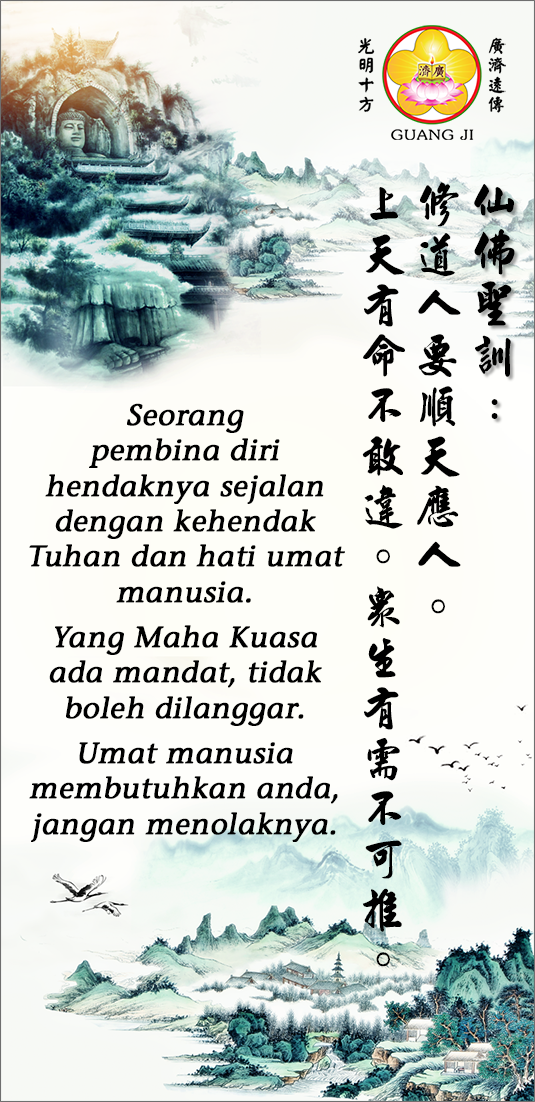 廣濟遠傳
光明十方
濟廣
GUANG JI
仙佛聖訓：
修道人要順天應人。
上天有命不敢違。眾生有需不可推。
Seorang
pembina diri
hendaknya sejalan
dengan kehendak
Tuhan dan hati umat
manusia.
Yang Maha Kuasa
ada mandat, tidak
boleh dilanggar.
Umat manusia
membutuhkan anda,
jangan menolaknya.